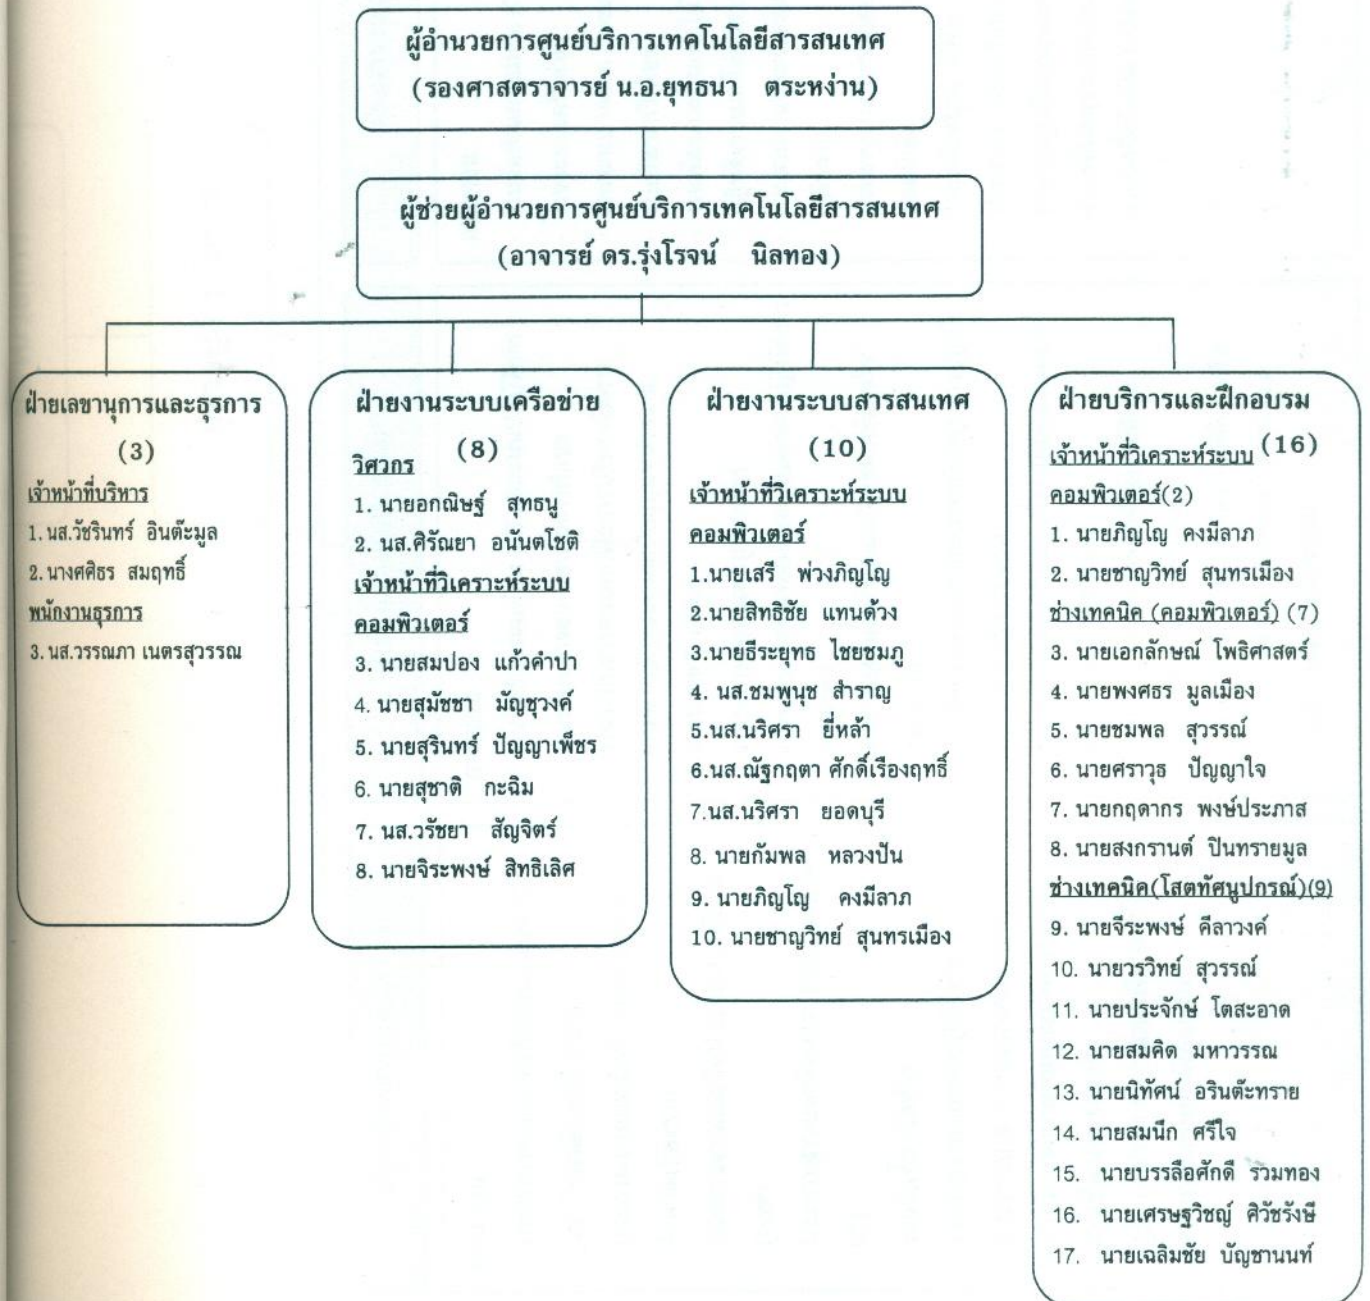 ผู้อำนวยการศูนย์บริการเทคโนโลยีสารสนเทศ
(รองศาสตราจารย์ น.อ.ยุทธนา ตระหง่าน)
ผู้ช่วยผู้อำนวยการศูนย์บริการเทคโนโลยีสารสนเทศ
(อาจารย์ ดร.รุ่งโรจน์ นิลทอง)
ฝ่ายเลขานุการและธุรการ
(3)
เจ้าหน้าที่บริหาร
1. นส.วัชรินทร์ อินต๊ะมูล
2. นางศศิธร สมฤทธิ์
พนักงานธุรการ
3. นส.วรรณภา เนตรสุวรรณ
ฝ่ายงานระบบเครือข่าย
(8)
วิศวกร
1. นายอกณิษฐ์ สุทธนู
2. นส.ศิรัณยา อนันตโชติ
เจ้าหน้าที่วิเคราะห์ระบบ
คอมพิวเตอร์
3. นายสมปอง แก้วคำปา
4. นายสุมัชชา มัญชุวงค์
5. นายสุรินทร์ ปัญญาเพ็ชร
6. นายสุชาติ กะฉิม
7. นส.วรัชยา สัญจิตร์
8. นายจิระพงษ์ สิทธิเลิศ
ฝ่ายงานระบบสารสนเทศ
(10)
เจ้าหน้าที่วิเคราะห์ระบบ
คอมพิวเตอร์
1.นายเสรี พ่วงภิญโญ
2.นายสิทธิชัย แทนด้วง
3.นายธีระยุทธ ไชยชมภู
4. นส.ชมพูนุช สำราญ
5.นส.นริศรา ยี่หล้า
6.นส.ณัฐกฤตา ศักดิ์เรืองฤทธิ์
7.นส.นริศรา ยอดบุรี
8. นายกัมพล หลวงปัน
9. นายภิญโญ คงมีลาภ
10. นายชาญวิทย์ สุนทรเมือง
ฝ่ายบริการและฝึกอบรม
เจ้าหน้าที่วิเคราะห์ระบบ (16)
คอมพิวเตอร์(2)
1. นายภิญโญ คงมีลาภ
2. นายชาญวิทย์ สุนทรเมือง
ช่างเทคนิค (คอมพิวเตอร์) (7)
3. นายเอกลักษณ์ โพธิศาสตร์
4. นายพงศธร มูลเมือง
5. นายชมพล สุวรรณ์
6. นายศราวุธ ปัญญาใจ
7. นายกฤดากร พงษ์ประภาส
8. นายสงกรานต์ ปินทรายมูล
ช่างเทคนิค(โสตทัศนูปกรณ์)(9)
9. นายจีระพงษ์ คีลาวงค์
10. นายวรวิทย์ สุวรรณ์
11. นายประจักษ์ โตสะอาด
12. นายสมคิด มหาวรรณ
13. นายนิทัศน์ อรินต๊ะทราย
14. นายสมนึก ศรีใจ
15. นายบรรลือศักดิ์ รวมทอง
16. นายเศรษฐวิชญ์ ศิวัชรังษี
17. นายเฉลิมชัย บัญชานนท์